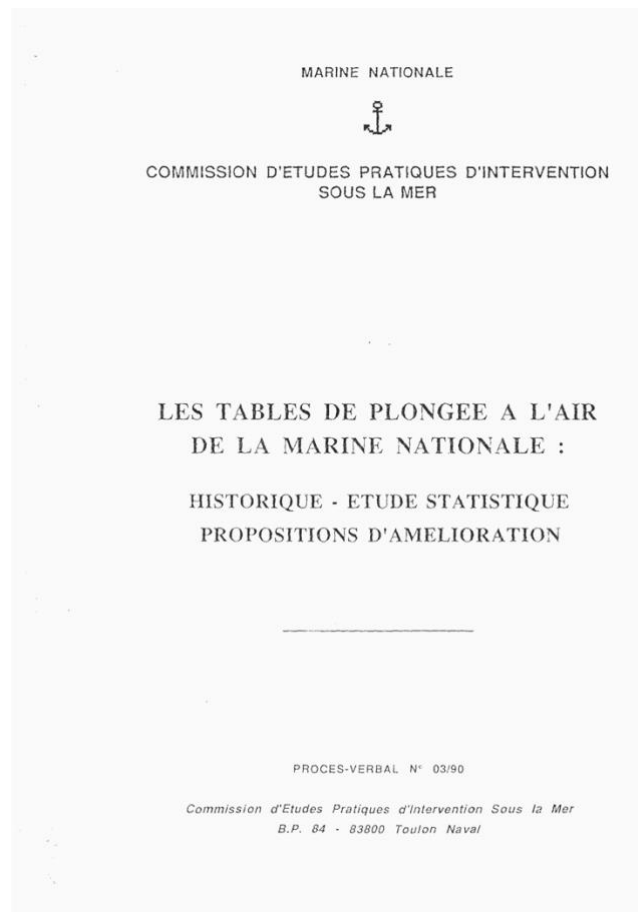 MARINE NATIONALE
COMMISSION D'ETUDES PRATIQUES D'INTERVENTION
SOUS LA MER
LES TABLES DE PLONGEE A L'AIR
DE LA MARINE NATIONALE :
HISTORIQUE - ETUDE STATISTIQUE
PROPOSITIONS D'AMELIORATION
PROCES-VERBAL N° 03/90
Commission d'Etudes Pratiques d'Intervention Sous la Mer
B.P. 84 - 83800 Toulon Naval